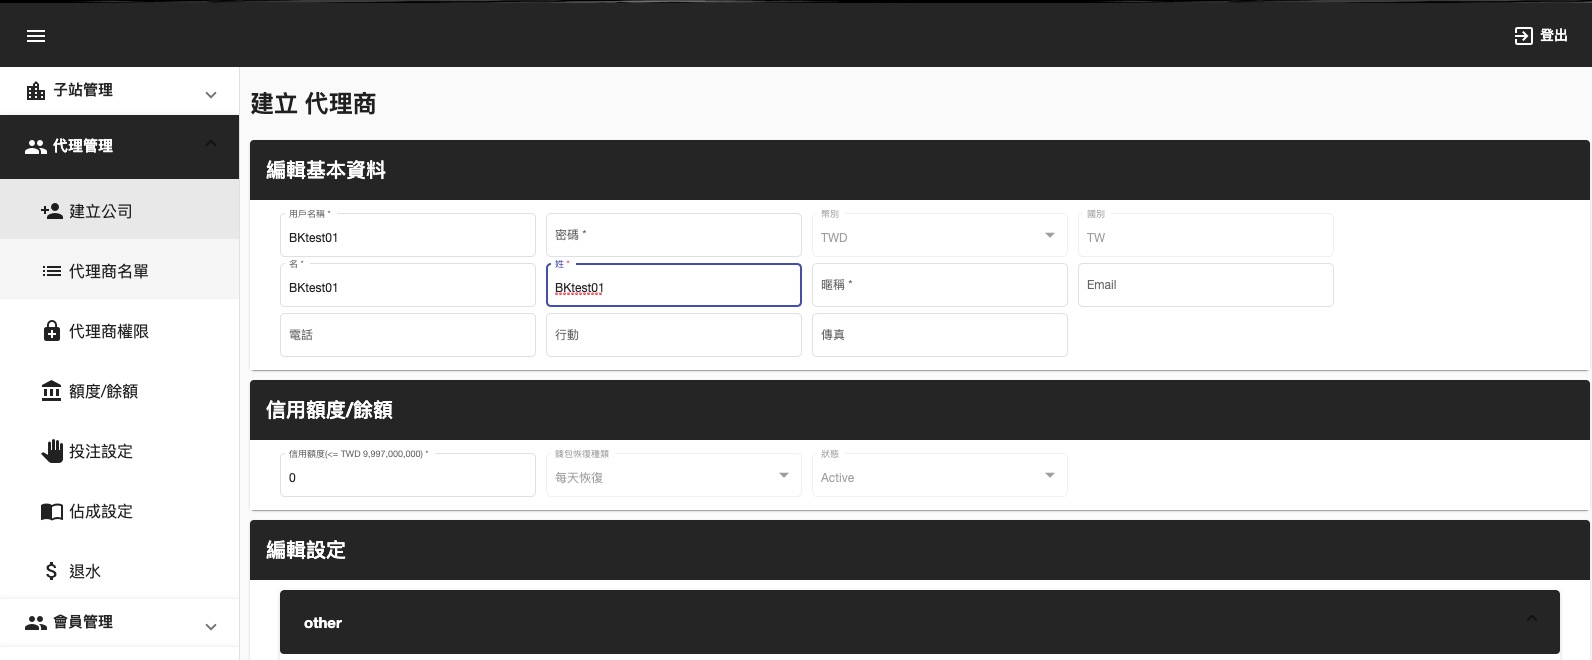 登出
子站管理
代理管理
建立公司
代理商名單
代理商權限
額度/餘額
投注設定
佔成設定
退水
會員管理
建立 代理商
編輯基本資料
用戶名稱 *
BKtest01
密碼 *
幣別
TWD
國別
TW
名 *
BKtest01
姓 *
BKtest01
暱稱 *
Email
電話
行動
傳真
信用額度/餘額
信用額度(<= TWD 9,997,000,000) *
0
錢包恢復種類
每天恢復
狀態
Active
編輯設定
other